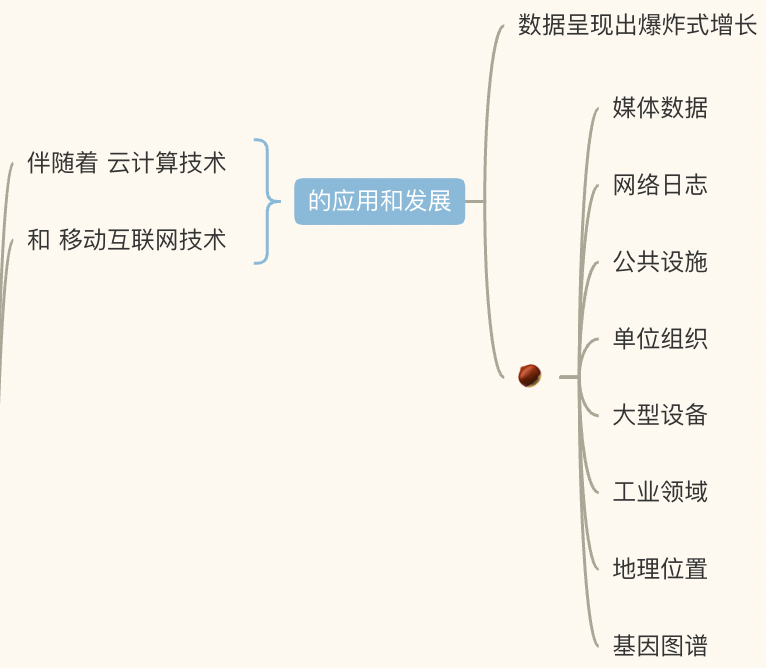 伴随着 云计算技术
和 移动互联网技术
的应用和发展
数据呈现出爆炸式增长
媒体数据
网络日志
公共设施
单位组织
大型设备
工业领域
地理位置
基因图谱